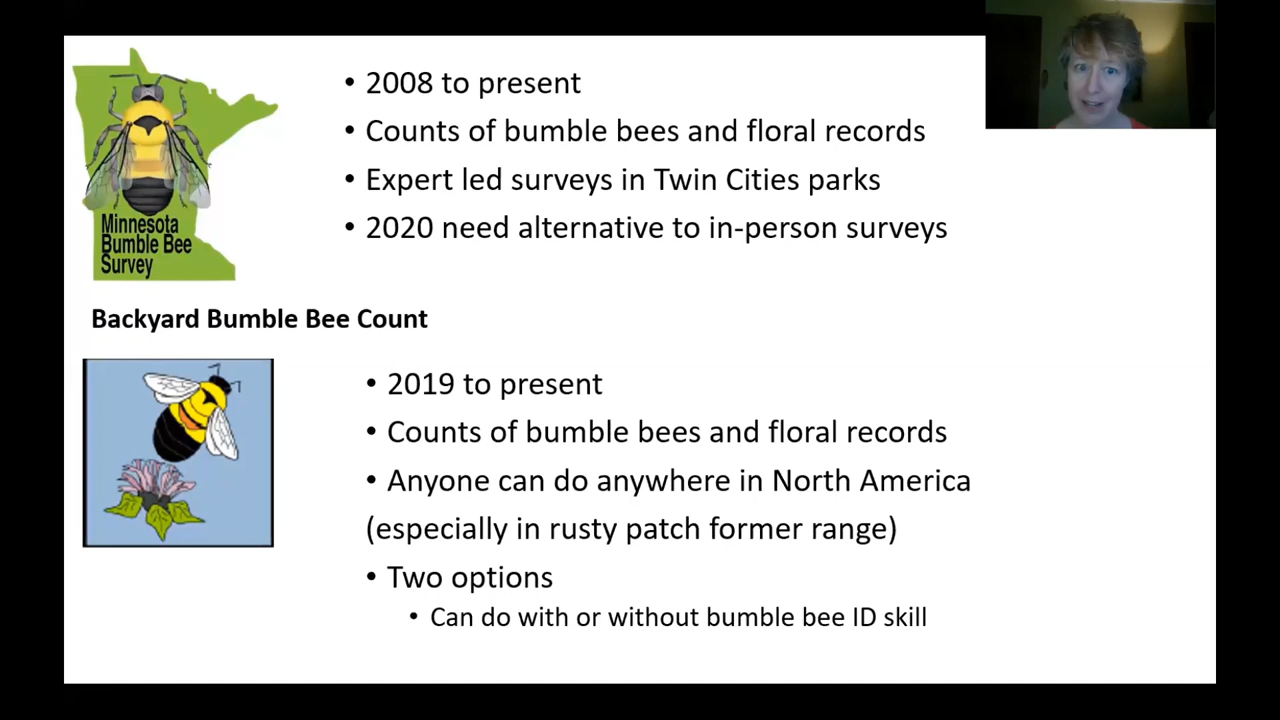 • 2008 to present
• Counts of bumble bees and floral records
• Expert led surveys in Twin Cities parks
• 2020 need alternative to in-person surveys
Minnesota
Bumble Bee
Survey
Backyard Bumble Bee Count
• 2019 to present
• Counts of bumble bees and floral records
• Anyone can do anywhere in North America
(especially in rusty patch former range)
• Two options
• Can do with or without bumble bee ID skill